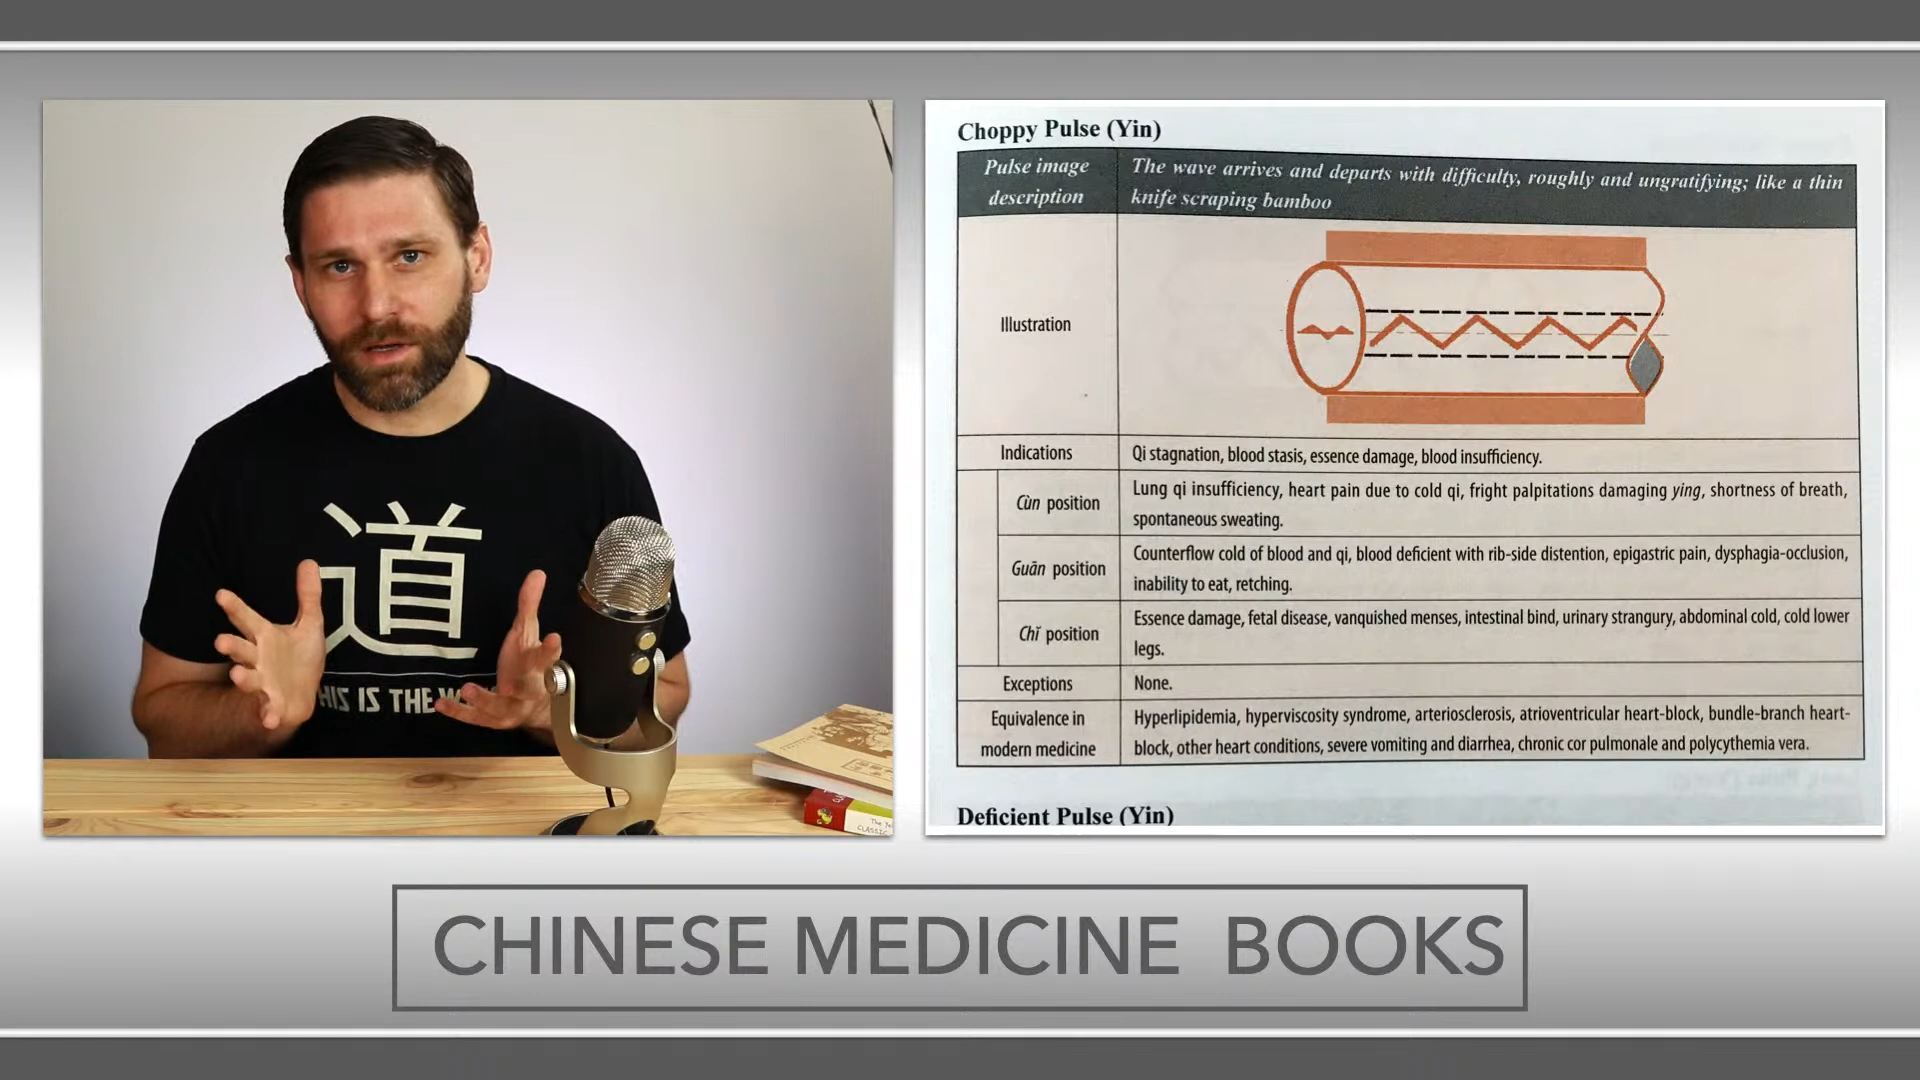 道
HIS IS THE W
The Ye
CLASSIC
Choppy Pulse (Yin)
Pulse image
description
The wave arrives and departs with difficulty, roughly and ungratifying; like a thin
knife scraping bamboo
Illustration
Indications
Qi stagnation, blood stasis, essence damage, blood insufficiency.
Cùn position
Lung qi insufficiency, heart pain due to cold qi, fright palpitations damaging ying, shortness of breath,
spontaneous sweating.
Guān position
Counterflow cold of blood and qi, blood deficient with rib-side distention, epigastric pain, dysphagia-occlusion,
inability to eat, retching.
Chǐ position
Essence damage, fetal disease, vanquished menses, intestinal bind, urinary strangury, abdominal cold, cold lower
legs.
Exceptions
None.
Equivalence in
modern medicine
Hyperlipidemia, hyperviscosity syndrome, arteriosclerosis, atrioventricular heart-block, bundle-branch heart-
block, other heart conditions, severe vomiting and diarrhea, chronic cor pulmonale and polycythemia vera.
Deficient Pulse (Yin)
CHINESE MEDICINE BOOKS